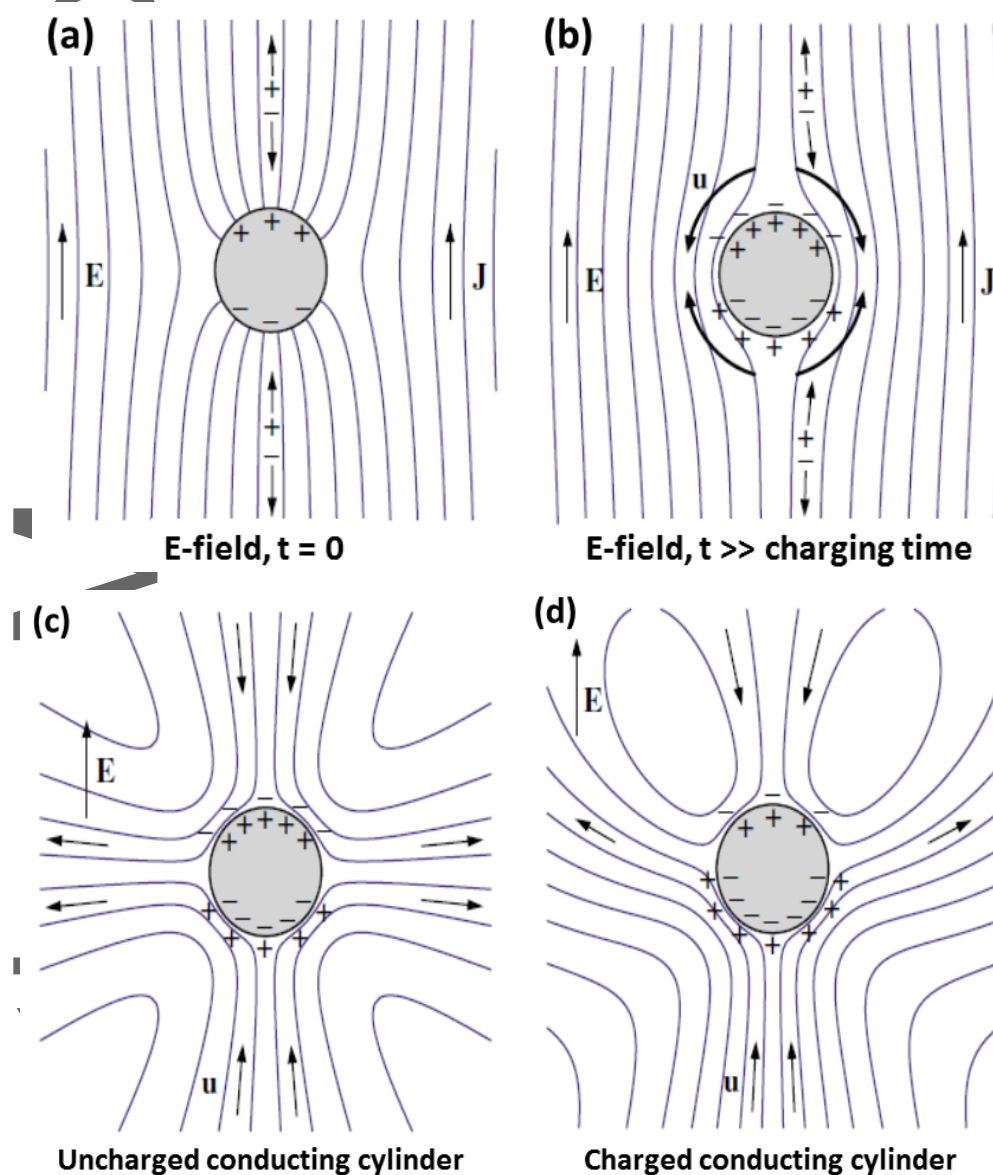 (a)
(b)
u
E
J
E
J
E-field, t = 0
E-field, t >> charging time
(c)
(d)
E
E
u
u
Uncharged conducting cylinder
Charged conducting cylinder